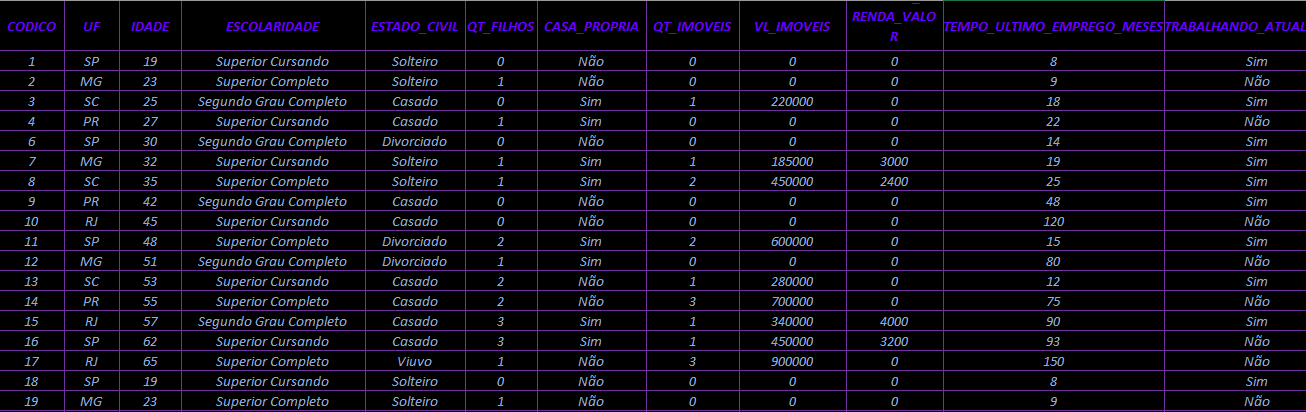 CODICO UF IDADE ESCOLARIDADE ESTADO_CIVIL QT_FILHOS CASA_PROPRIA QT_IMOVEIS VL_IMOVEIS RENDA_VALOR TEMPO_ULTIMO_EMPREGO_MESES TRABALHANDO_ATUAL
1 SP 19 Superior Cursando Solteiro 0 Não 0 0 0 8 Sim
2 MG 23 Superior Completo Solteiro 1 Não 0 0 0 9 Não
3 SC 25 Segundo Grau Completo Casado 0 Sim 1 220000 0 18 Sim
4 PR 27 Superior Cursando Casado 1 Sim 0 0 0 22 Não
6 SP 30 Segundo Grau Completo Divorciado 0 Não 0 0 0 14 Sim
7 MG 32 Superior Cursando Solteiro 1 Sim 1 185000 3000 19 Sim
8 SC 35 Superior Completo Solteiro 1 Sim 2 450000 2400 25 Sim
9 PR 42 Segundo Grau Completo Casado 0 Não 0 0 0 48 Sim
10 RJ 45 Superior Cursando Casado 0 Não 0 0 0 120 Não
11 SP 48 Superior Completo Divorciado 2 Sim 2 600000 0 15 Sim
12 MG 51 Segundo Grau Completo Divorciado 1 Sim 0 0 0 80 Não
13 SC 53 Superior Cursando Casado 2 Não 1 280000 0 12 Sim
14 PR 55 Superior Completo Casado 2 Não 3 700000 0 75 Não
15 RJ 57 Segundo Grau Completo Casado 3 Sim 1 340000 4000 90 Sim
16 SP 62 Superior Cursando Casado 3 Sim 1 450000 3200 93 Não
17 RJ 65 Superior Completo Viuvo 1 Não 3 900000 0 150 Não
18 SP 19 Superior Cursando Solteiro 0 Não 0 0 0 8 Sim
19 MG 23 Superior Completo Solteiro 1 Não 0 0 0 9 Não